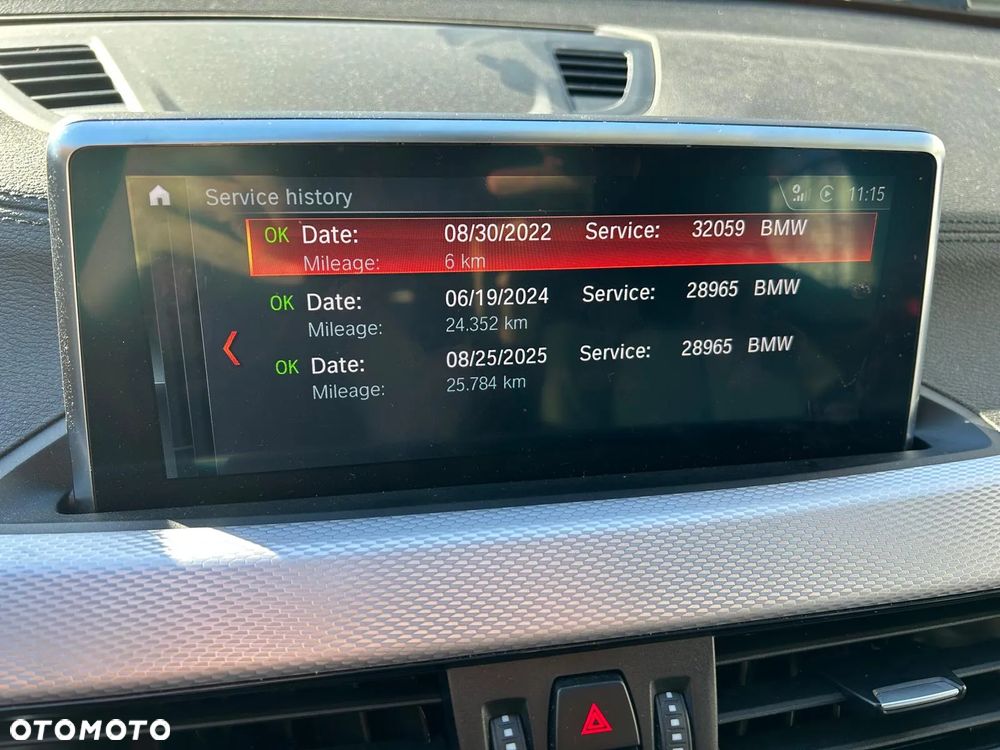 Service history 11:15
OK Date: 08/30/2022 Service: 32059 BMW
Mileage: 6 km
OK Date: 06/19/2024 Service: 28965 BMW
Mileage: 24.352 km
OK Date: 08/25/2025 Service: 28965 BMW
Mileage: 25.784 km
OTOMOTO